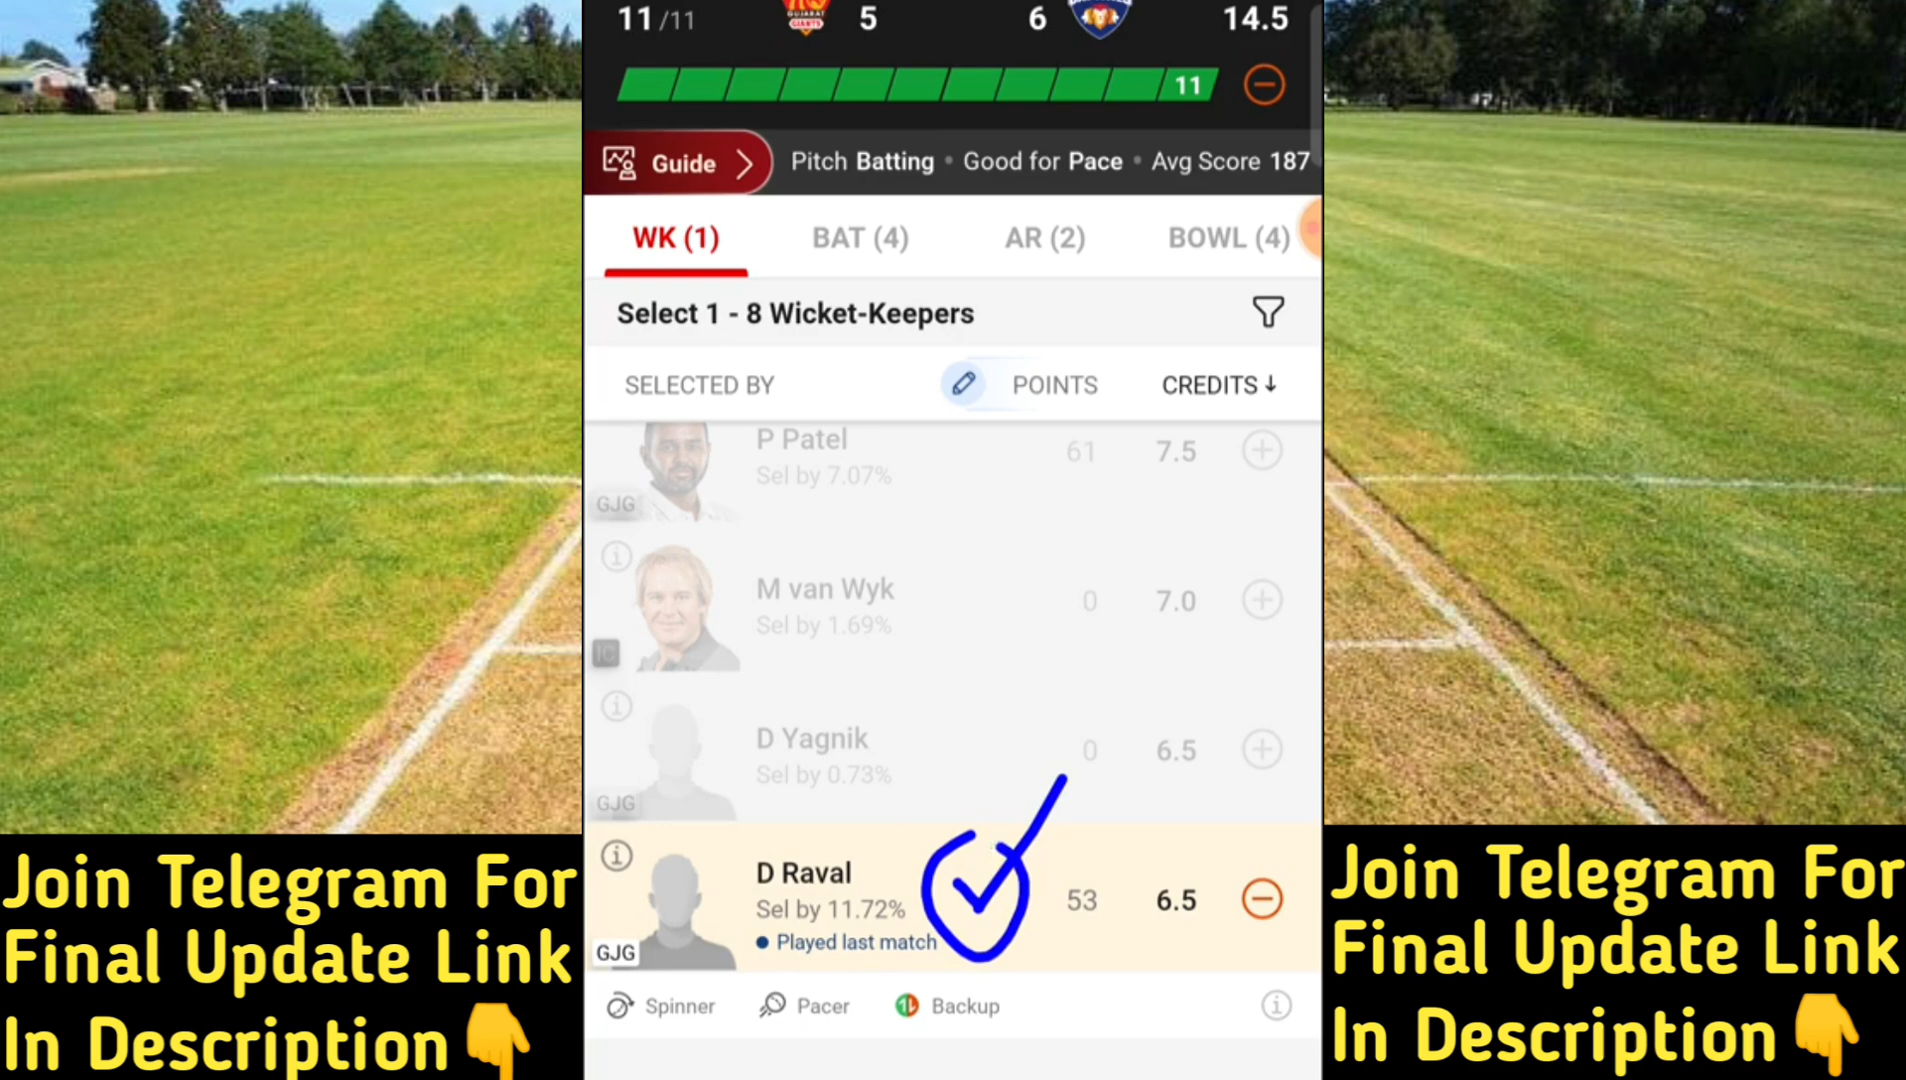 11/11
GUJARAT
GIANTS
5
6
14.5
11
Guide
Pitch Batting • Good for Pace • Avg Score 187
WK (1)
BAT (4)
AR (2)
BOWL (4)
Select 1 - 8 Wicket-Keepers
SELECTED BY
POINTS
CREDITS↓
P Patel
Sel by 7.07%
61
7.5
GJG
M van Wyk
Sel by 1.69%
0
7.0
IC
D Yagnik
Sel by 0.73%
0
6.5
GJG
D Raval
Sel by 11.72%
Played last match
53
6.5
GJG
Spinner
Pacer
Backup
Join Telegram For
Final Update Link
In Description👇
Join Telegram For
Final Update Link
In Description👇